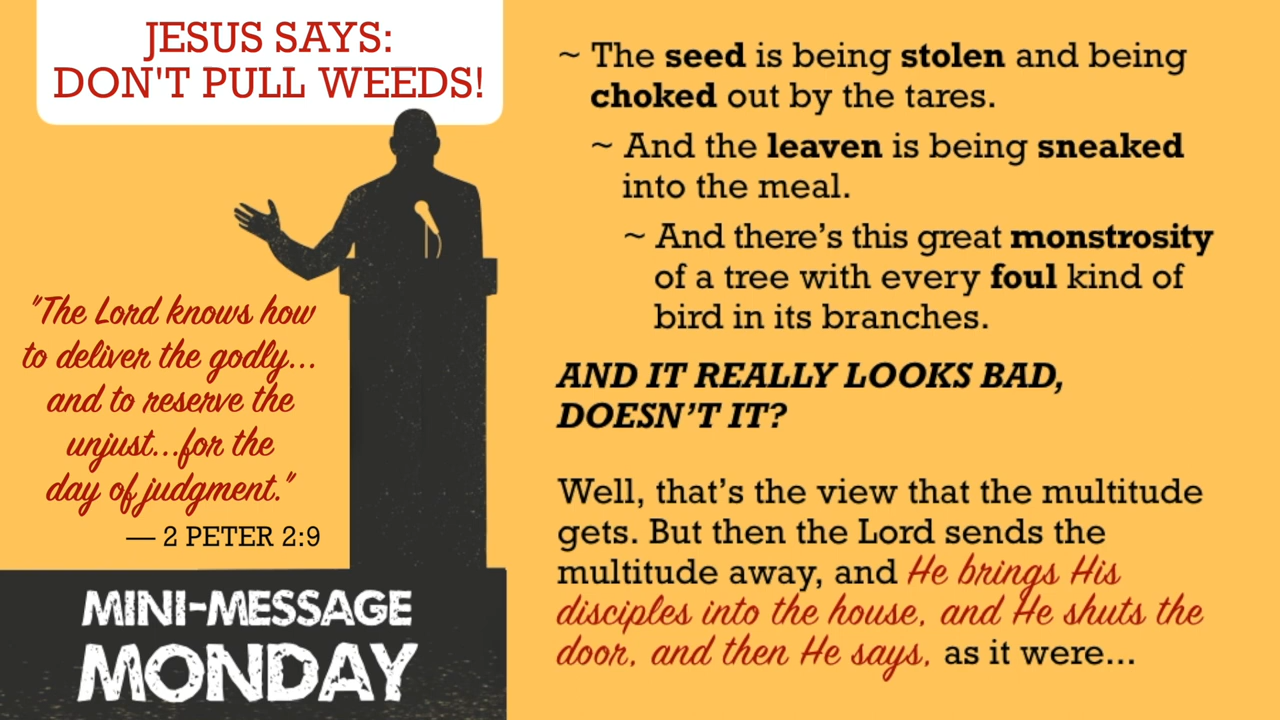 JESUS SAYS:
DON'T PULL WEEDS!
"The Lord knows how
to deliver the godly...
and to reserve the
unjust...for the
day of judgment."
— 2 PETER 2:9
MINI-MESSAGE
MONDAY
~ The seed is being stolen and being
choked out by the tares.
~ And the leaven is being sneaked
into the meal.
~ And there’s this great monstrosity
of a tree with every foul kind of
bird in its branches.
AND IT REALLY LOOKS BAD,
DOESN’T IT?
Well, that’s the view that the multitude
gets. But then the Lord sends the
multitude away, and He brings His
disciples into the house, and He shuts the
door, and then He says, as it were...